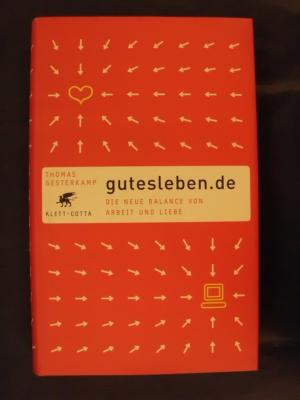 THOMAS
GESTERKAMP
KLETT-COTTA
gutesleben.de
DIE NEUE BALANCE VON
ARBEIT UND LIEBE